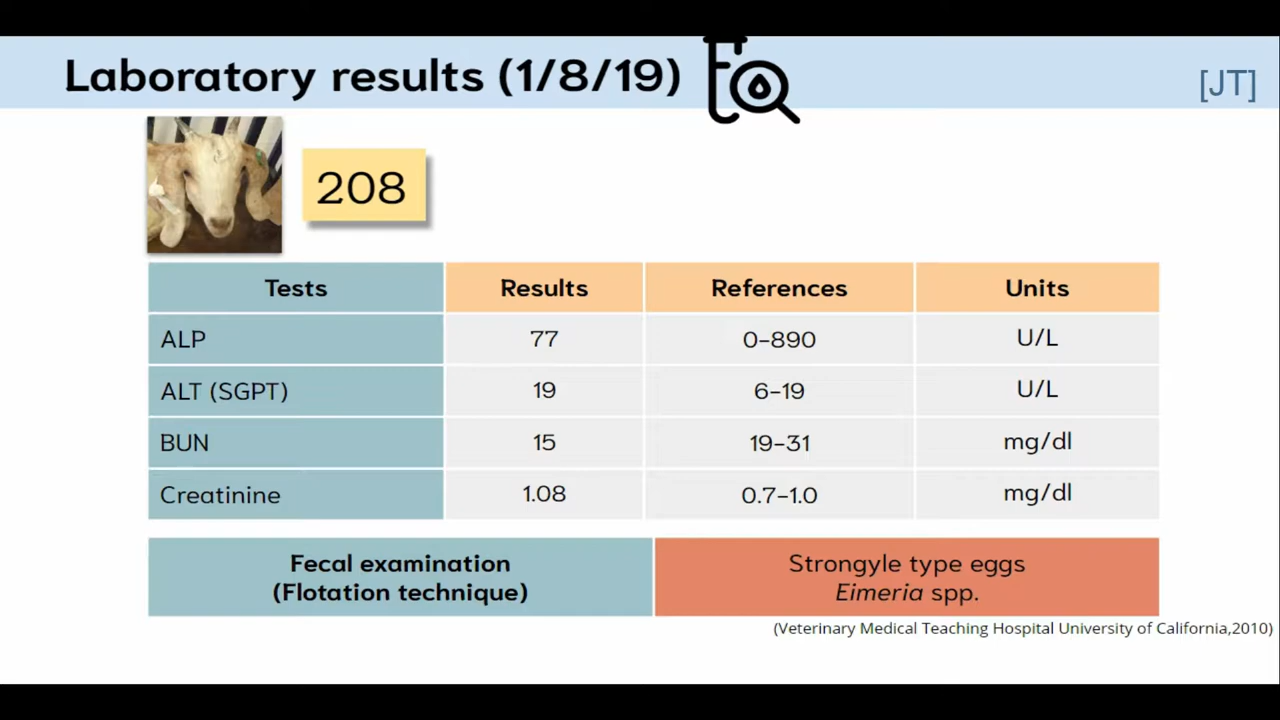 Laboratory results (1/8/19)
[JT]
208
Tests Results References Units
ALP 77 0-890 U/L
ALT (SGPT) 19 6-19 U/L
BUN 15 19-31 mg/dl
Creatinine 1.08 0.7-1.0 mg/dl
Fecal examination
(Flotation technique)
Strongyle type eggs
Eimeria spp.
(Veterinary Medical Teaching Hospital University of California,2010)